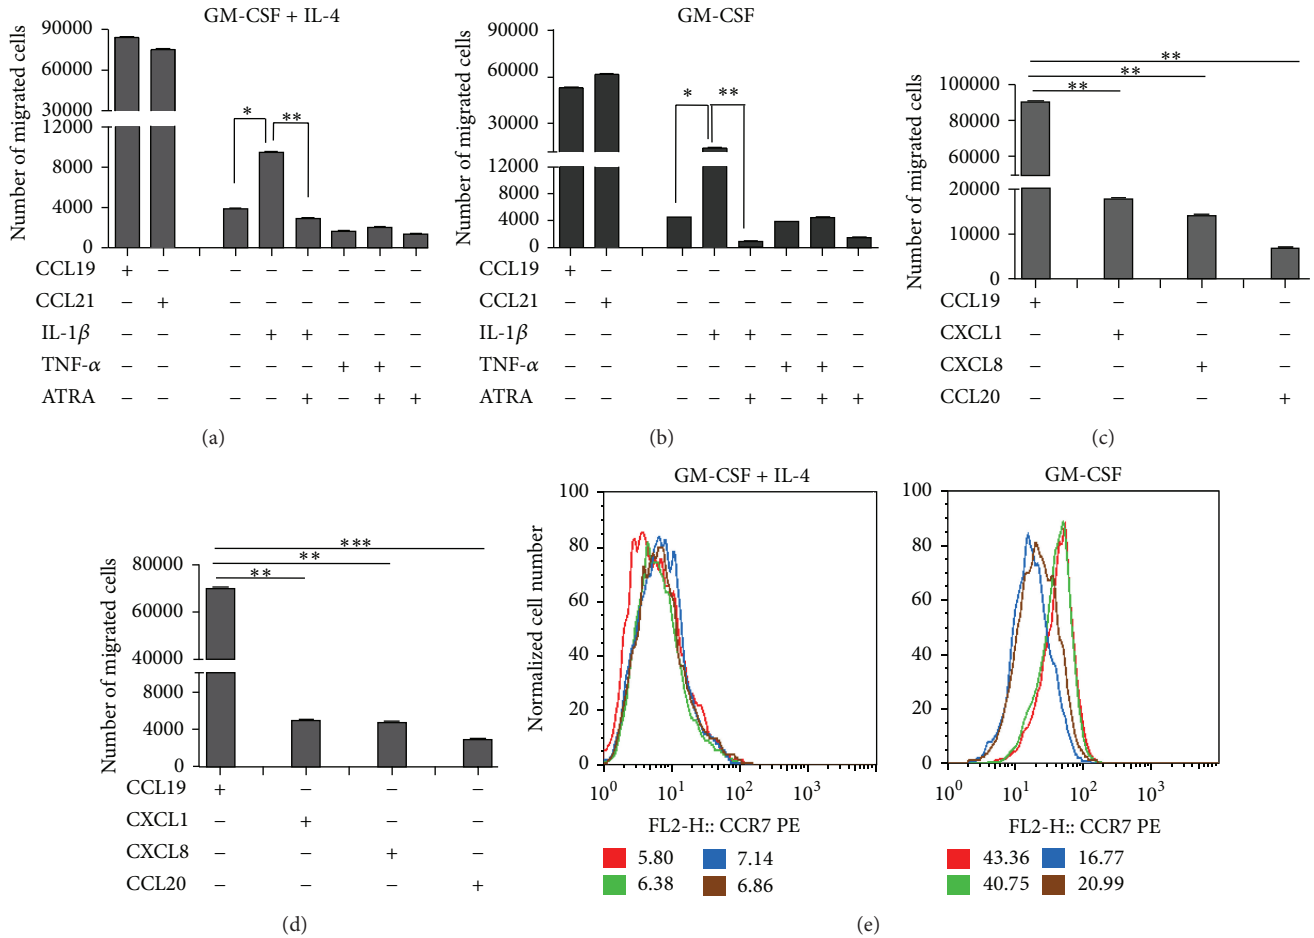 GM-CSF + IL-4
Number of migrated cells
90000
60000
30000
12000
8000
4000
0
* **
CCL19 + – – – – – – –
CCL21 – + – – – – – –
IL-1β – – – + + – – –
TNF-α – – – – – + + –
ATRA – – – – + – + +
(a)
GM-CSF
Number of migrated cells
90000
60000
30000
12000
8000
4000
0
* **
CCL19 + – – – – – – –
CCL21 – + – – – – – –
IL-1β – – – + + – – –
TNF-α – – – – – + + –
ATRA – – – – + – + +
(b)
Number of migrated cells
100000
80000
60000
20000
10000
0
**
**
**
CCL19 + – – –
CXCL1 – + – –
CXCL8 – – + –
CCL20 – – – +
(c)
Number of migrated cells
80000
60000
40000
8000
4000
0
***
**
**
CCL19 + – – –
CXCL1 – + – –
CXCL8 – – + –
CCL20 – – – +
(d)
GM-CSF + IL-4
Normalized cell number
100
80
60
40
20
0
10⁰ 10¹ 10² 10³
FL2-H:: CCR7 PE
5.80 7.14
6.38 6.86
GM-CSF
100
80
60
40
20
0
10⁰ 10¹ 10² 10³
FL2-H:: CCR7 PE
43.36 16.77
40.75 20.99
(e)